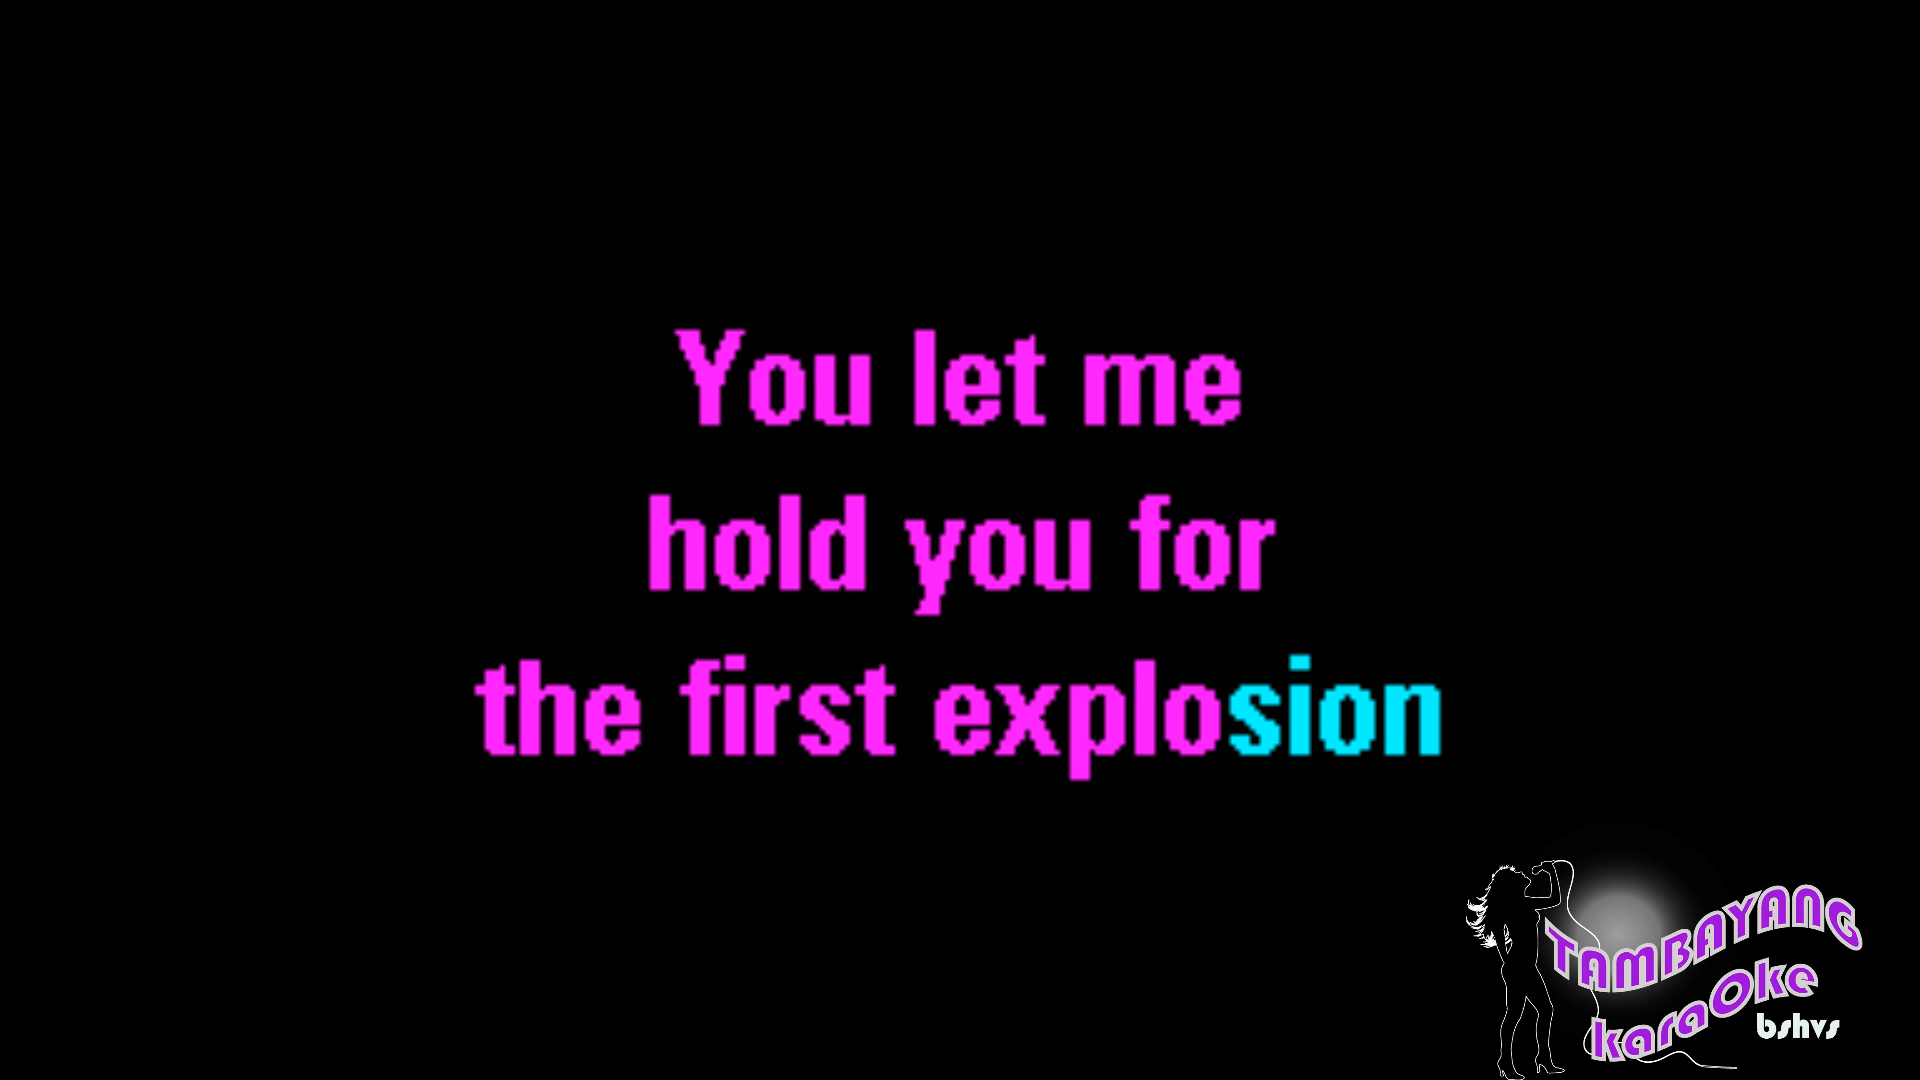 You let me
hold you for
the first explosion
TAMBAYANG
karaOke
bshvs